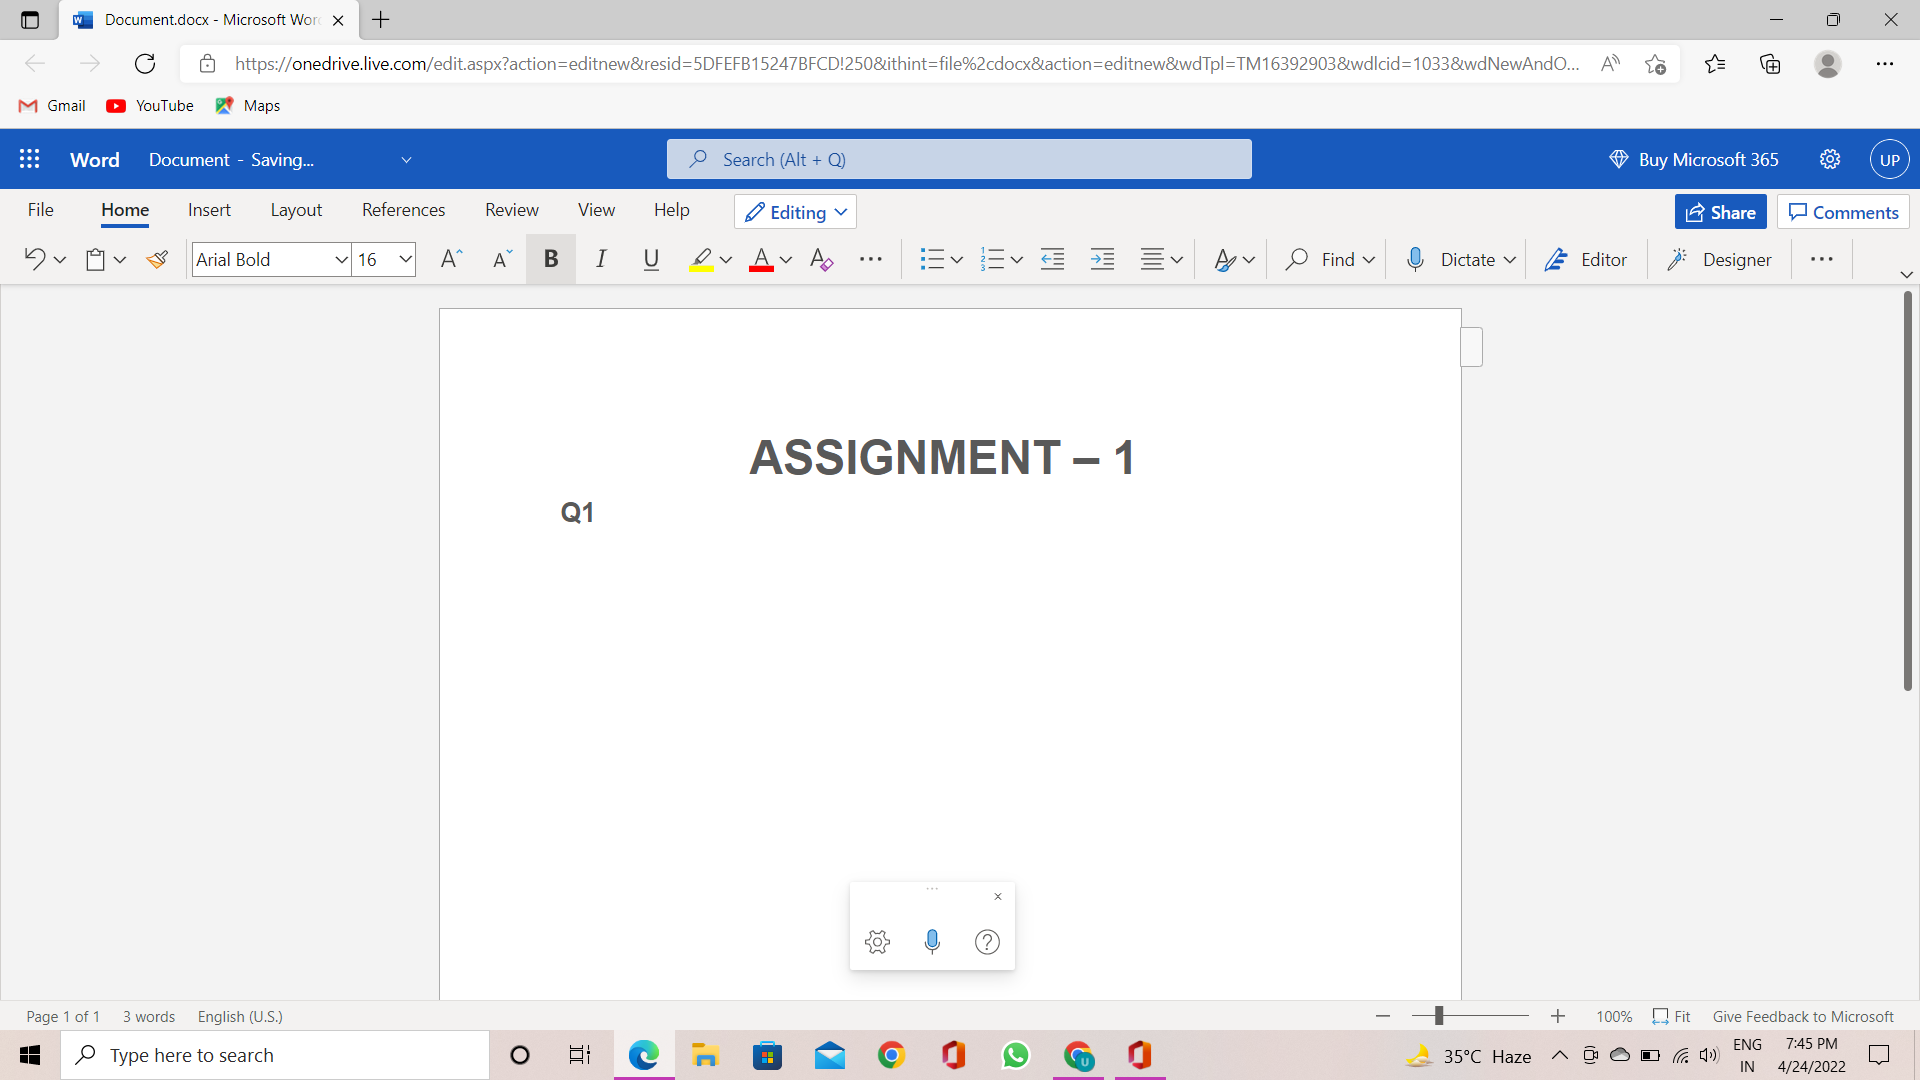 Document.docx - Microsoft Wor
https://onedrive.live.com/edit.aspx?action=editnew&resid=5DFEFB15247BFCD!250&ithint=file%2cdocx&action=editnew&wdTpl=TM16392903&wdlcid=1033&wdNewAndO...
Gmail YouTube Maps
Word Document - Saving... Search (Alt + Q) Buy Microsoft 365 UP
File Home Insert Layout References Review View Help Editing Share Comments
Arial Bold 16 A A B I U A A Find Dictate Editor Designer
ASSIGNMENT – 1
Q1
Page 1 of 1 3 words English (U.S.) 100% Fit Give Feedback to Microsoft
Type here to search 35°C Haze ENG IN 7:45 PM 4/24/2022